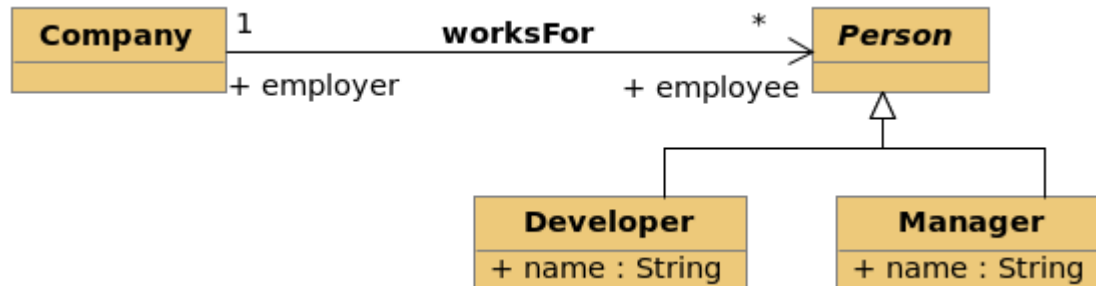 1 worksFor *
Company Person
+ employer + employee
Developer Manager
+ name : String + name : String